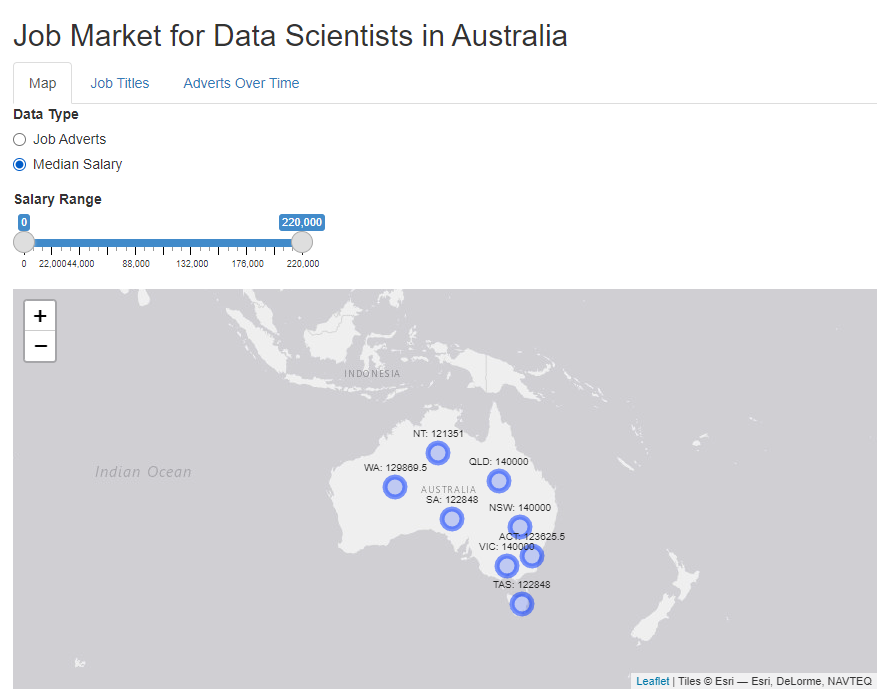 Job Market for Data Scientists in Australia
Map Job Titles Adverts Over Time
Data Type
Job Adverts
Median Salary
Salary Range
0 220,000
0 22,000 44,000 88,000 132,000 176,000 220,000
+
−
INDONESIA
NT: 121351
QLD: 140000
WA: 129869.5
Indian Ocean
AUSTRALIA
SA: 122848
NSW: 140000
ACT: 123625.5
VIC: 140000
TAS: 122848
Leaflet | Tiles © Esri — Esri, DeLorme, NAVTEQ